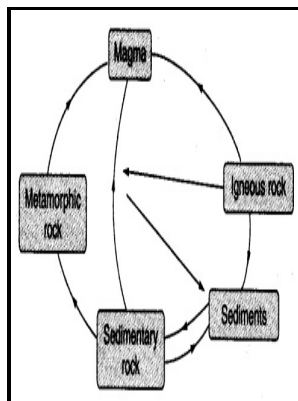 Magma
Igneous rock
Metamorphic
rock
Sediments
Sedimentary
rock